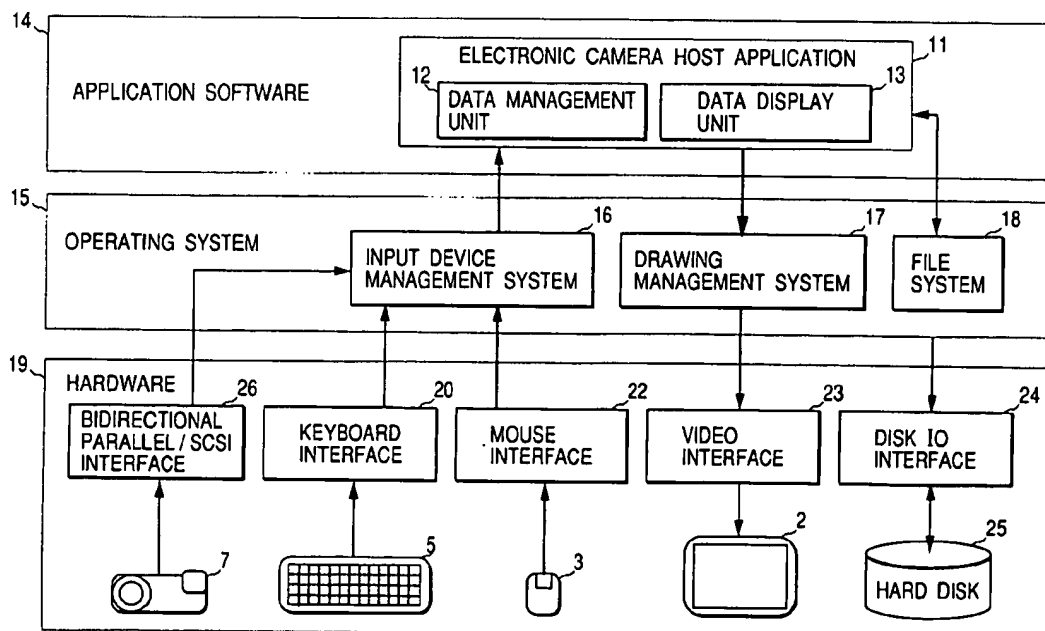 14
11
ELECTRONIC CAMERA HOST APPLICATION
12
13
APPLICATION SOFTWARE
DATA MANAGEMENT
UNIT
DATA DISPLAY
UNIT
15
16
17
18
OPERATING SYSTEM
INPUT DEVICE
MANAGEMENT SYSTEM
DRAWING
MANAGEMENT SYSTEM
FILE
SYSTEM
19
HARDWARE
26
20
22
23
24
BIDIRECTIONAL
PARALLEL/SCSI
INTERFACE
KEYBOARD
INTERFACE
MOUSE
INTERFACE
VIDEO
INTERFACE
DISK IO
INTERFACE
7
5
3
2
25
HARD DISK